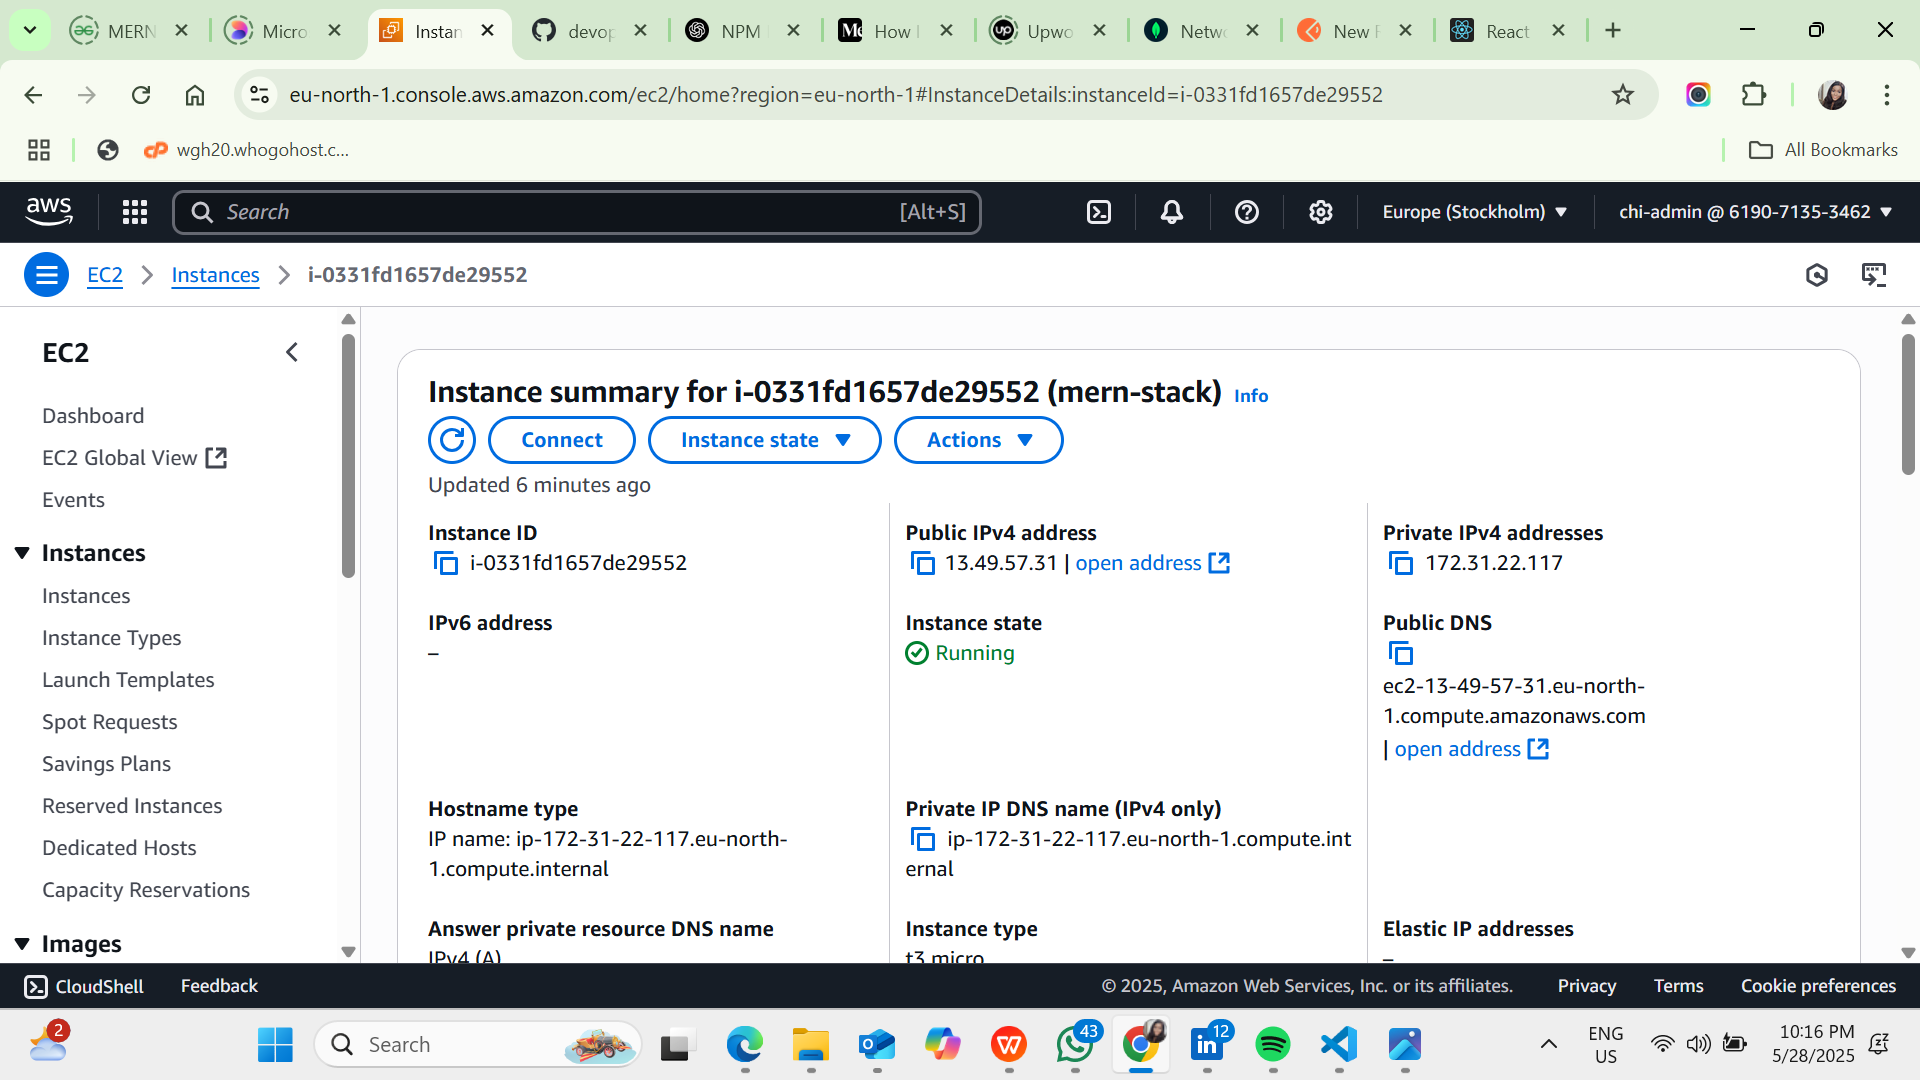 MERN
Micro
Instan
devop
NPM
How
Upwo
Netwo
New
React
eu-north-1.console.aws.amazon.com/ec2/home?region=eu-north-1#InstanceDetails:instanceId=i-0331fd1657de29552
wgh20.whogohost.c...
All Bookmarks
aws
Search
[Alt+S]
Europe (Stockholm)
chi-admin @ 6190-7135-3462
EC2
Instances
i-0331fd1657de29552
EC2
Dashboard
EC2 Global View
Events
Instances
Instances
Instance Types
Launch Templates
Spot Requests
Savings Plans
Reserved Instances
Dedicated Hosts
Capacity Reservations
Images
Instance summary for i-0331fd1657de29552 (mern-stack) Info
Connect
Instance state
Actions
Updated 6 minutes ago
Instance ID
i-0331fd1657de29552
Public IPv4 address
13.49.57.31 | open address
Private IPv4 addresses
172.31.22.117
IPv6 address
–
Instance state
Running
Public DNS
ec2-13-49-57-31.eu-north-
1.compute.amazonaws.com
| open address
Hostname type
IP name: ip-172-31-22-117.eu-north-
1.compute.internal
Private IP DNS name (IPv4 only)
ip-172-31-22-117.eu-north-1.compute.int
ernal
Answer private resource DNS name
IPv4 (A)
Instance type
t3.micro
Elastic IP addresses
–
CloudShell
Feedback
© 2025, Amazon Web Services, Inc. or its affiliates.
Privacy
Terms
Cookie preferences
2
Search
43
12
ENG
US
10:16 PM
5/28/2025